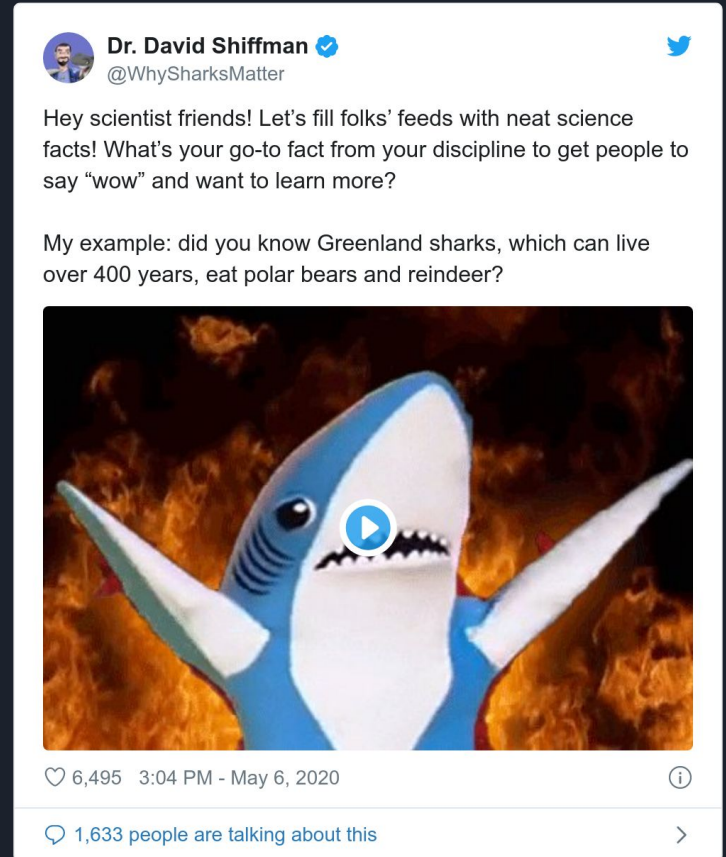 Dr. David Shiffman
@WhySharksMatter
Hey scientist friends! Let’s fill folks’ feeds with neat science
facts! What’s your go-to fact from your discipline to get people to
say “wow” and want to learn more?
My example: did you know Greenland sharks, which can live
over 400 years, eat polar bears and reindeer?
6,495 3:04 PM - May 6, 2020
1,633 people are talking about this